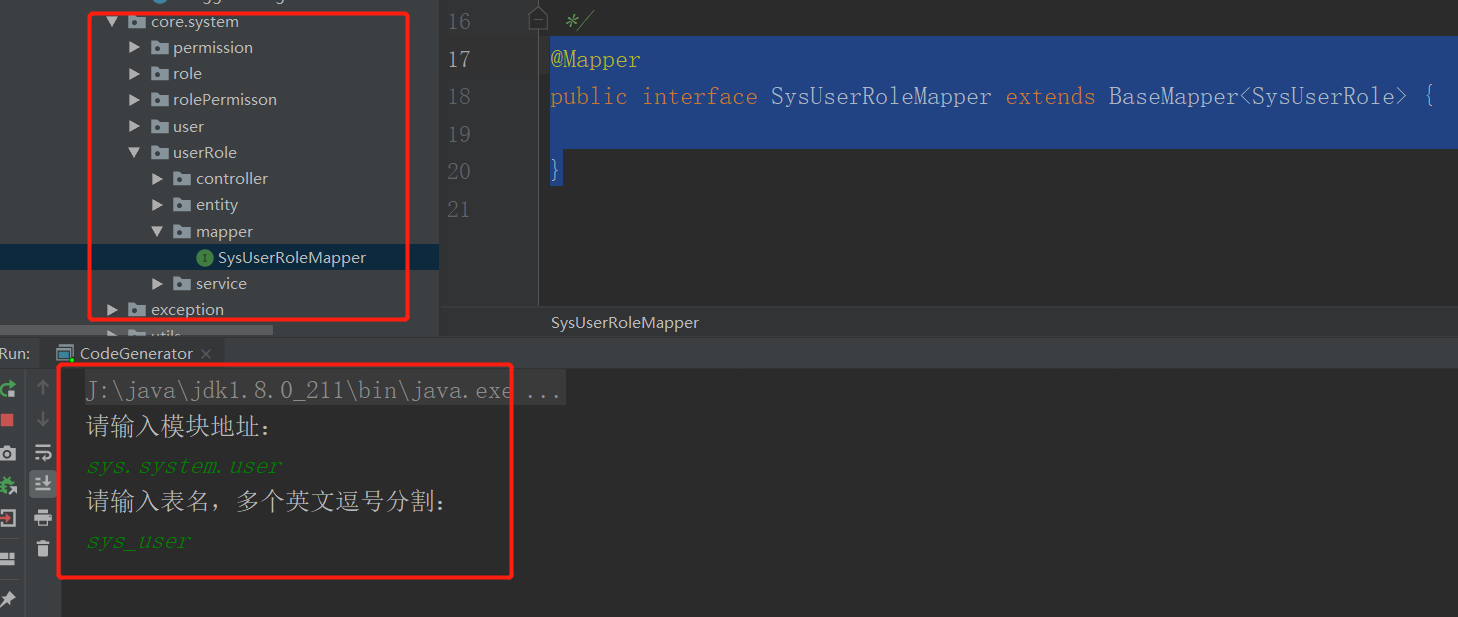 core.system
permission
role
rolePermisson
user
userRole
controller
entity
mapper
SysUserRoleMapper
service
exception
16 */
17 @Mapper
18 public interface SysUserRoleMapper extends BaseMapper<SysUserRole> {
19
20 }
21
SysUserRoleMapper
Run: CodeGenerator
J:\java\jdk1.8.0_211\bin\java.exe ...
请输入模块地址:
sys.system.user
请输入表名，多个英文逗号分割:
sys_user